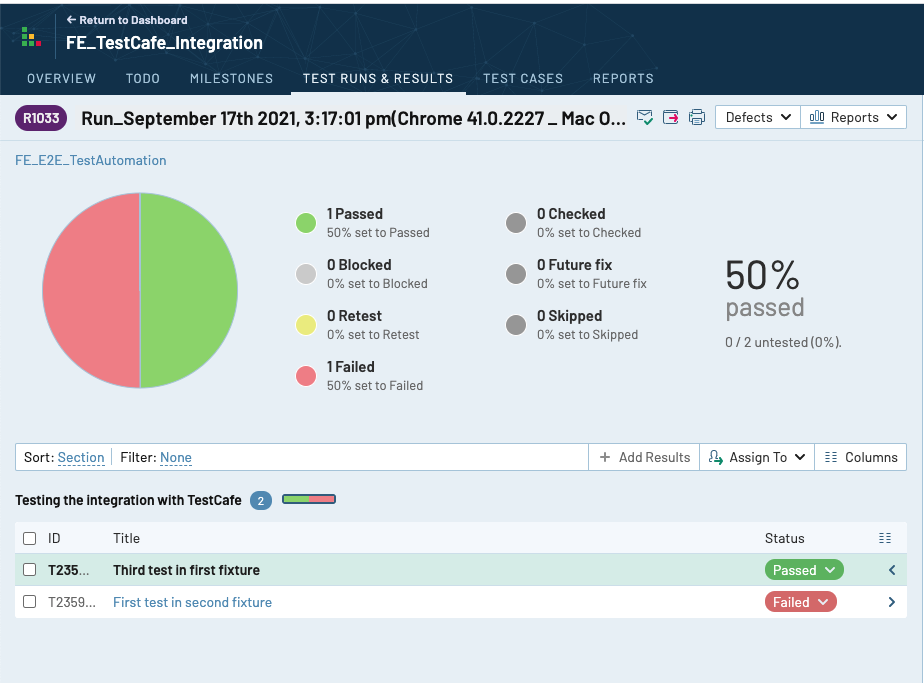 ← Return to Dashboard
FE_TestCafe_Integration
OVERVIEW TODO MILESTONES TEST RUNS & RESULTS TEST CASES REPORTS
R1033 Run_September 17th 2021, 3:17:01 pm(Chrome 41.0.2227 _ Mac O... Defects Reports
FE_E2E_TestAutomation
1 Passed
50% set to Passed
0 Blocked
0% set to Blocked
0 Retest
0% set to Retest
1 Failed
50% set to Failed
0 Checked
0% set to Checked
0 Future fix
0% set to Future fix
0 Skipped
0% set to Skipped
50%
passed
0 / 2 untested (0%).
Sort: Section Filter: None + Add Results Assign To Columns
Testing the integration with TestCafe 2
ID Title Status
T235... Third test in first fixture Passed
T2359... First test in second fixture Failed